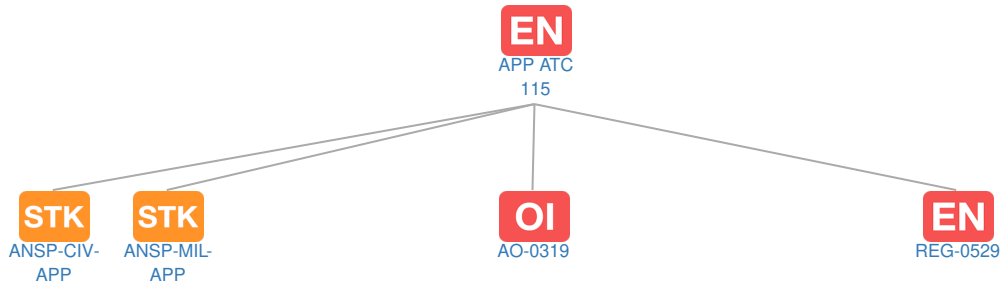 EN
APP ATC
115
STK
ANSP-CIV-
APP
STK
ANSP-MIL-
APP
OI
AO-0319
EN
REG-0529